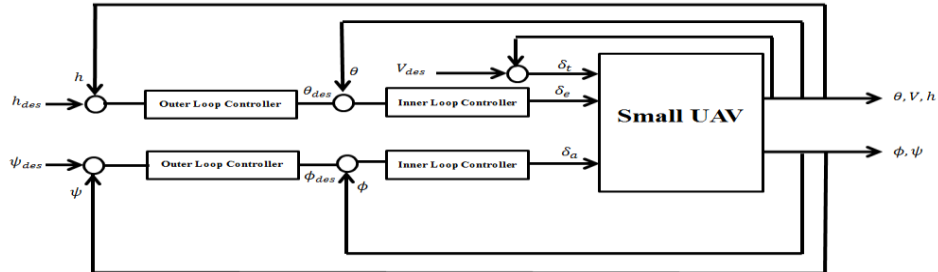 h
θ
V_des
δ_t
h_des
Outer Loop Controller
θ_des
Inner Loop Controller
δ_e
Small UAV
θ, V, h
ψ_des
Outer Loop Controller
ϕ_des
ϕ
Inner Loop Controller
δ_a
ϕ, ψ
ψ